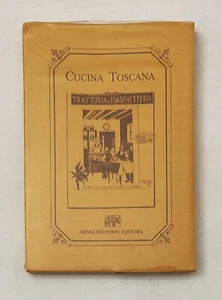 CUCINA TOSCANA
TRATTORIA E FIASCHETTERIA
ARNALDO FORNI EDITORE